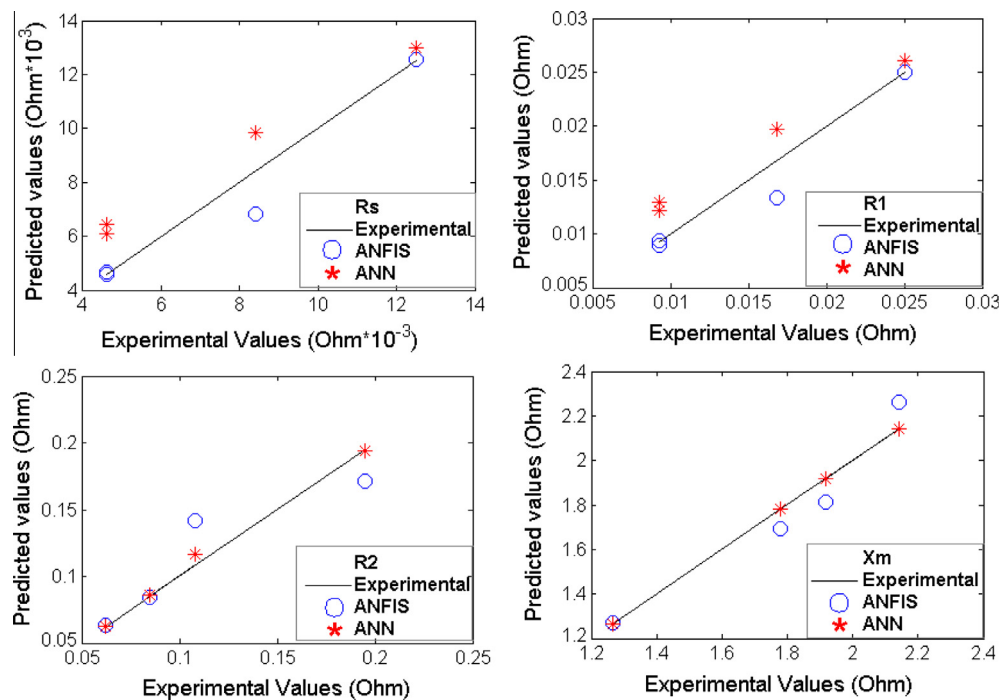 Predicted values (Ohm*10^-3)
14
12
10
8
6
4
4 6 8 10 12 14
Experimental Values (Ohm*10^-3)
Rs
Experimental
ANFIS
ANN
Predicted values (Ohm)
0.03
0.025
0.02
0.015
0.01
0.005
0.005 0.01 0.015 0.02 0.025 0.03
Experimental Values (Ohm)
R1
Experimental
ANFIS
ANN
Predicted values (Ohm)
0.25
0.2
0.15
0.1
0.05
0.05 0.1 0.15 0.2 0.25
Experimental Values (Ohm)
R2
Experimental
ANFIS
ANN
Predicted values (Ohm)
2.4
2.2
2
1.8
1.6
1.4
1.2
1.2 1.4 1.6 1.8 2 2.2 2.4
Experimental Values (Ohm)
Xm
Experimental
ANFIS
ANN